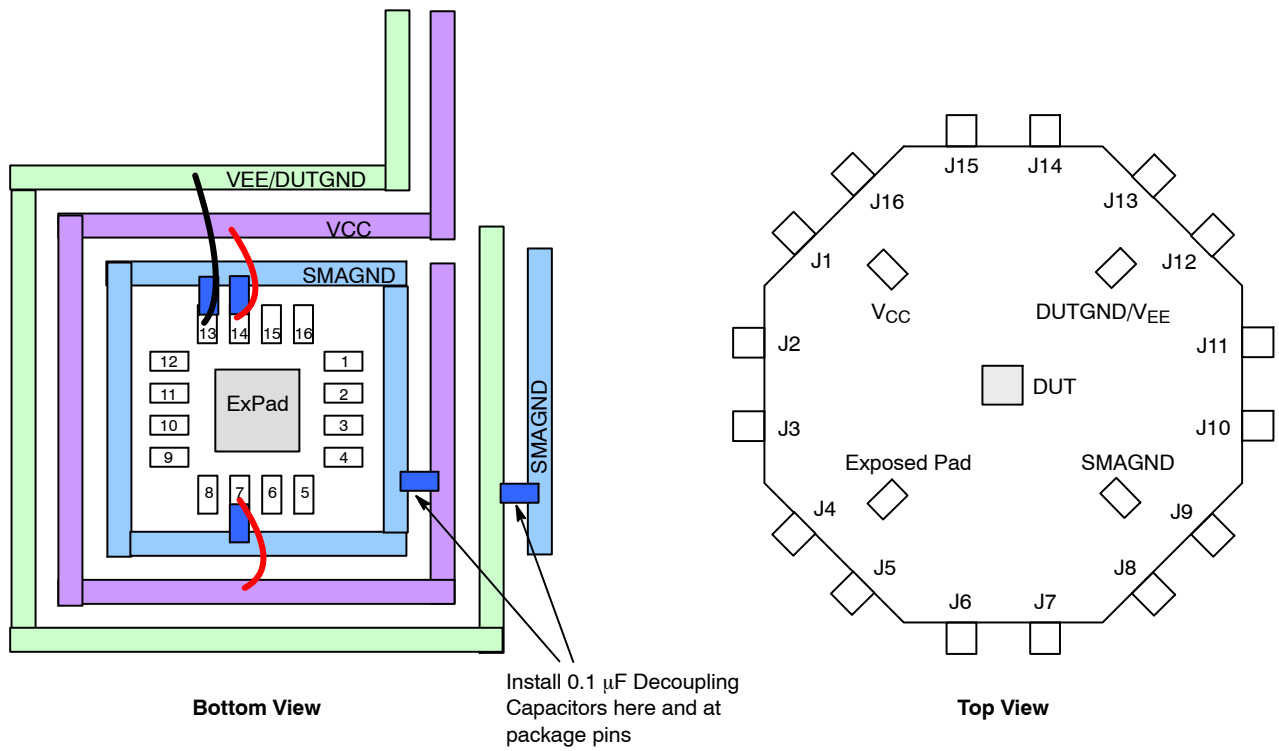 VEE/DUTGND
VCC
SMAGND
13
14
15
16
12
11
10
9
1
2
3
4
ExPad
8
7
6
5
SMAGND
Install 0.1 μF Decoupling
Capacitors here and at
package pins
Bottom View
J15
J14
J16
J13
J1
J12
VCC
DUTGND/VEE
J2
J11
DUT
J3
J10
Exposed Pad
SMAGND
J4
J9
J5
J8
J6
J7
Top View